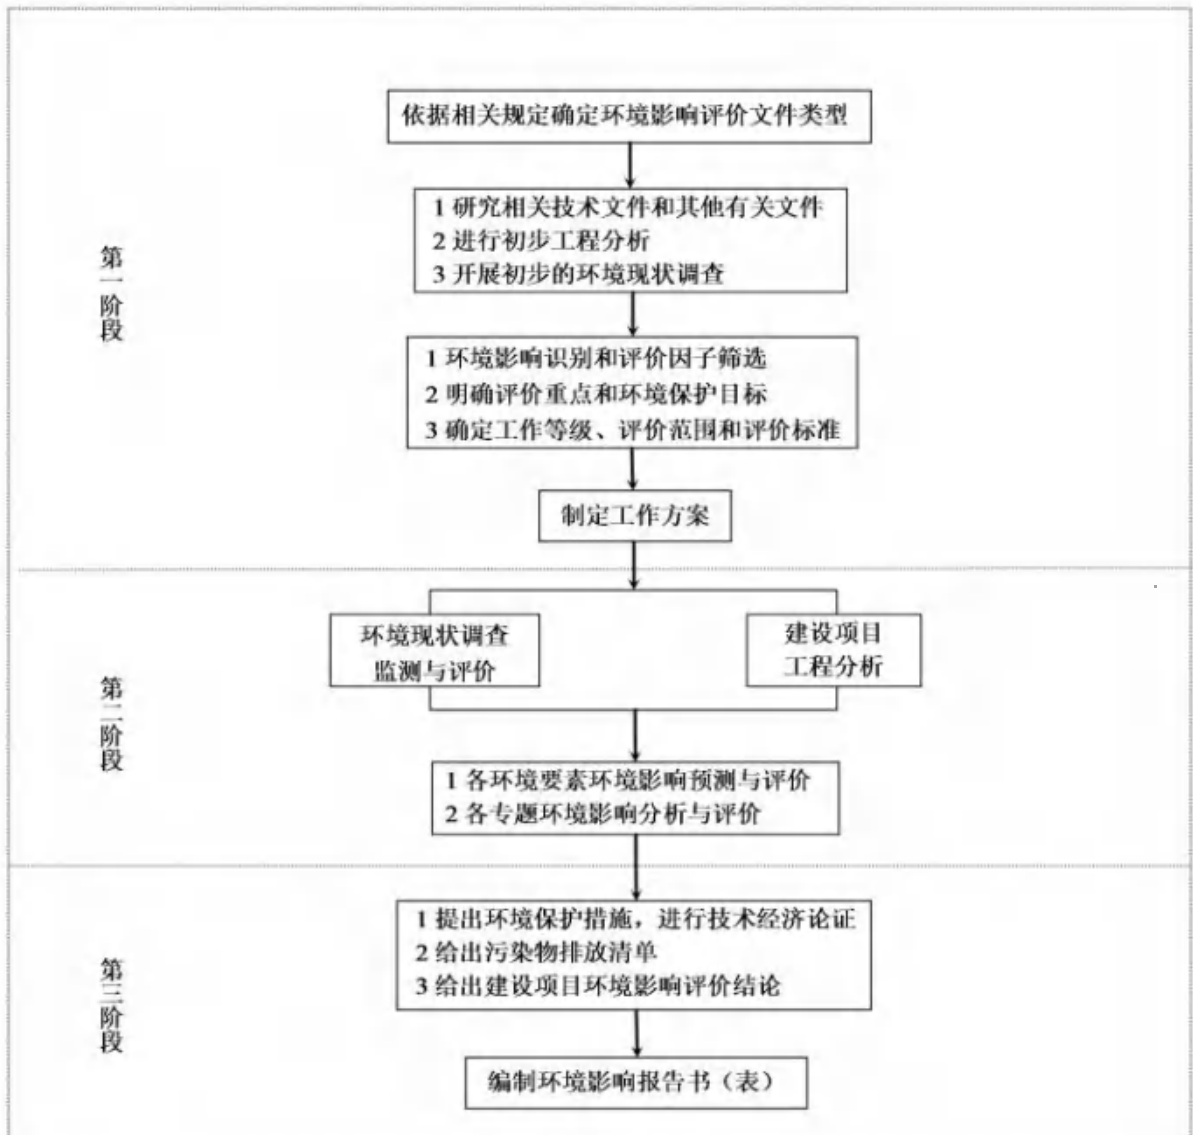 依据相关规定确定环境影响评价文件类型
1 研究相关技术文件和其他有关文件
2 进行初步工程分析
3 开展初步的环境现状调查
第一阶段
1 环境影响识别和评价因子筛选
2 明确评价重点和环境保护目标
3 确定工作等级、评价范围和评价标准
制定工作方案
环境现状调查
监测与评价
建设项目
工程分析
第二阶段
1 各环境要素环境影响预测与评价
2 各专题环境影响分析与评价
1 提出环境保护措施，进行技术经济论证
2 给出污染物排放清单
3 给出建设项目环境影响评价结论
第三阶段
编制环境影响报告书（表）